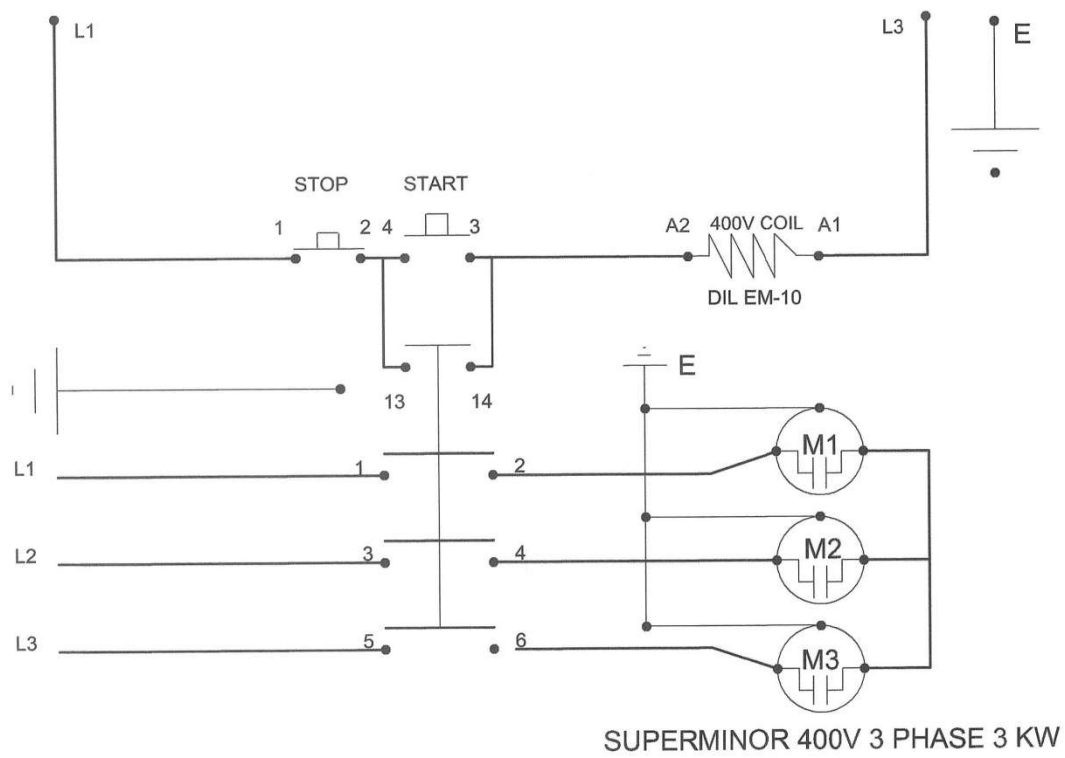 L1
L3
E
STOP
START
1
2
4
3
A2
400V COIL
A1
DIL EM-10
E
13
14
M1
L1
1
2
L2
3
4
M2
L3
5
6
M3
SUPERMINOR 400V 3 PHASE 3 KW